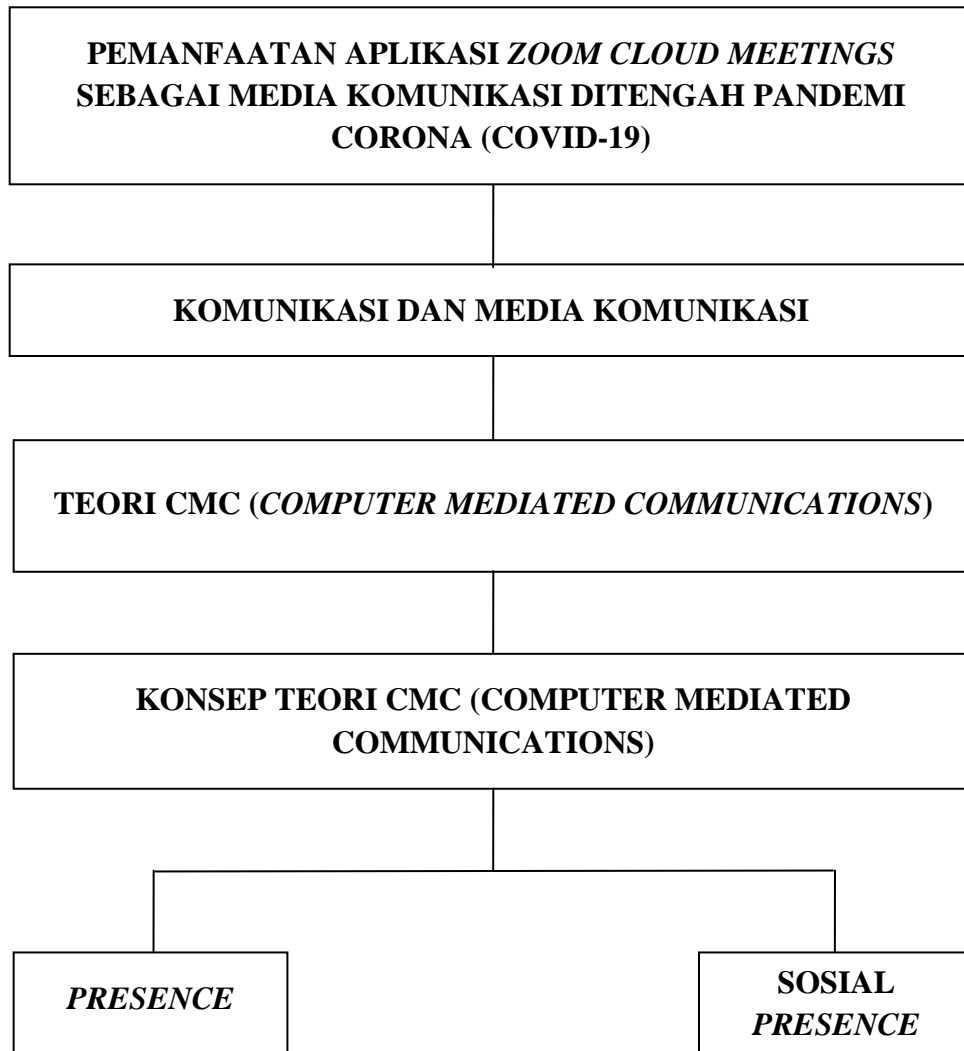 PEMANFAATAN APLIKASI ZOOM CLOUD MEETINGS
SEBAGAI MEDIA KOMUNIKASI DITENGAH PANDEMI
CORONA (COVID-19)
KOMUNIKASI DAN MEDIA KOMUNIKASI
TEORI CMC (COMPUTER MEDIATED COMMUNICATIONS)
KONSEP TEORI CMC (COMPUTER MEDIATED
COMMUNICATIONS)
PRESENCE
SOSIAL
PRESENCE